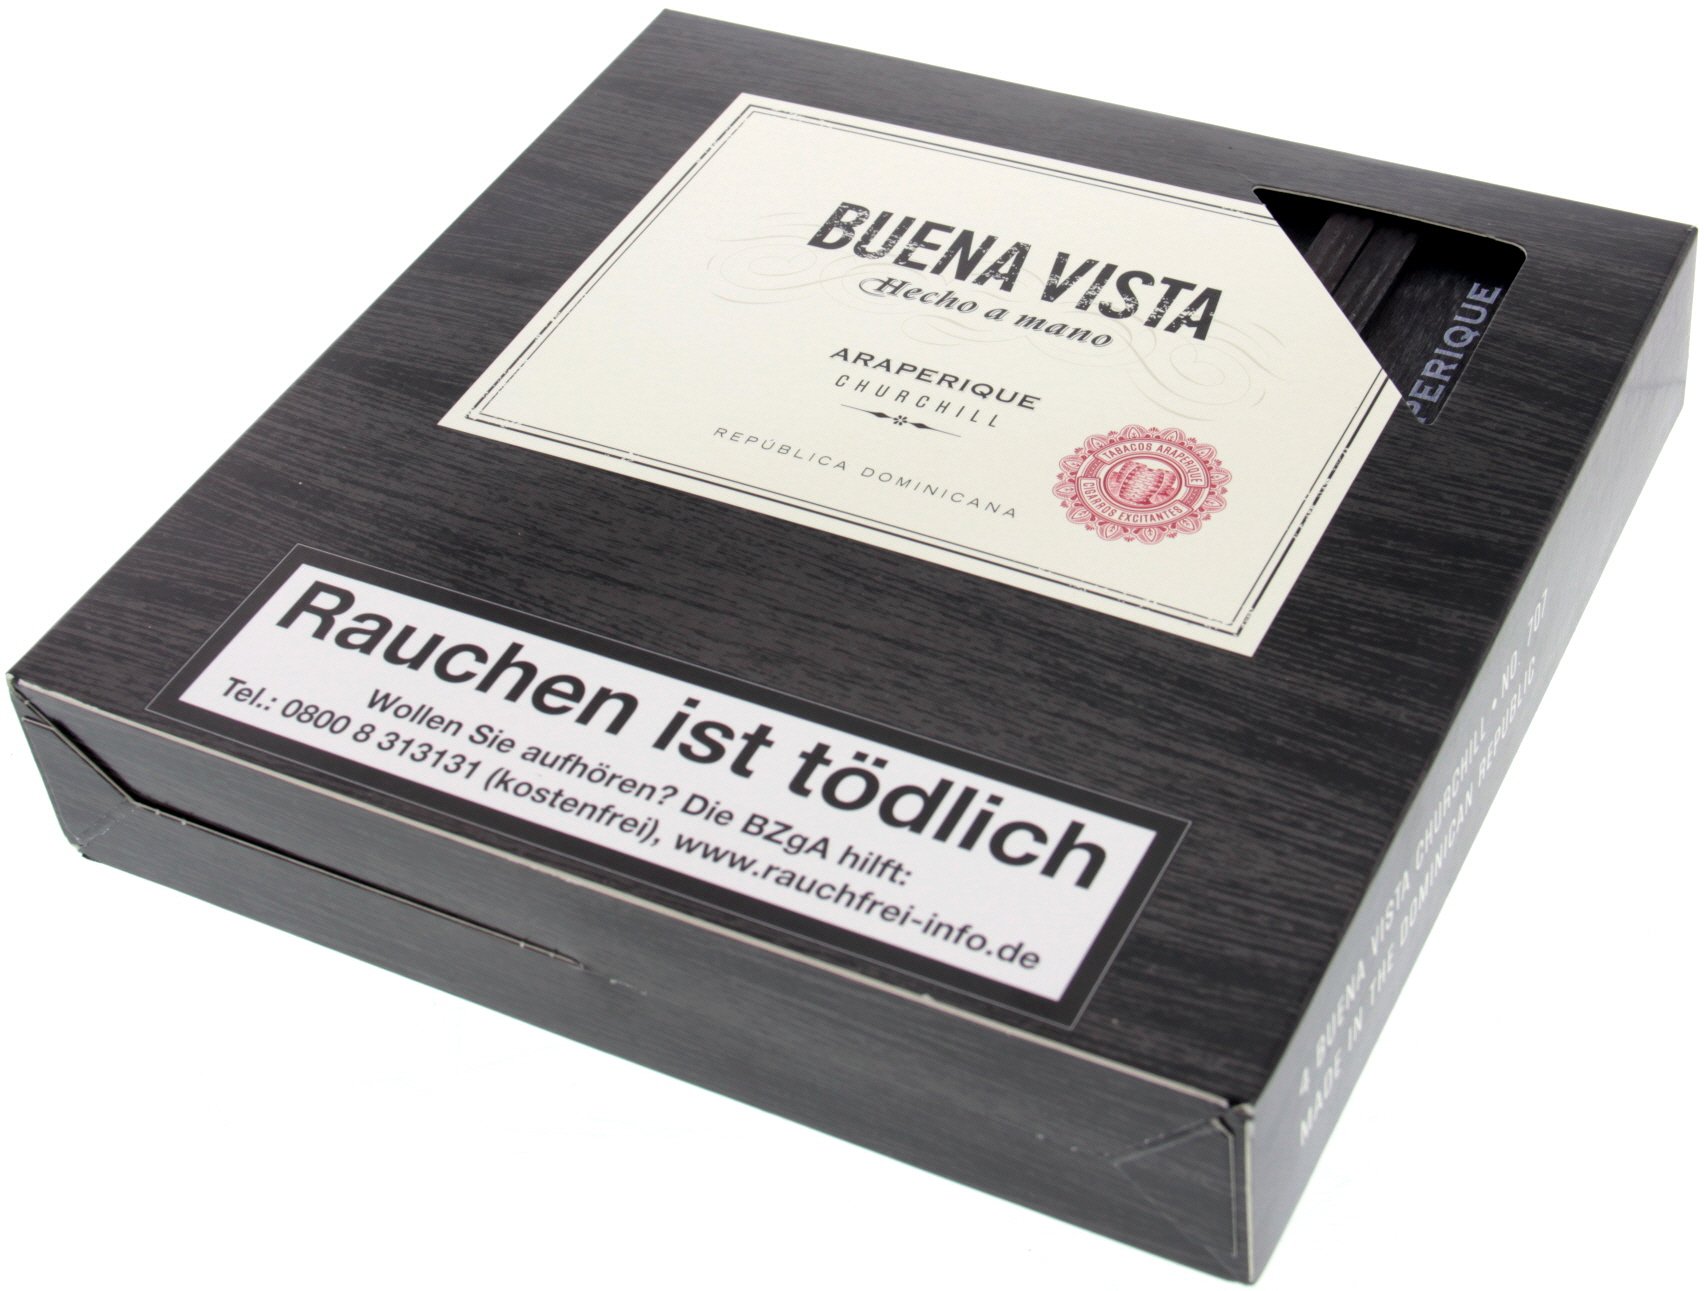 BUENA VISTA
Hecho a mano
ARAPERIQUE
CHURCHILL
REPÚBLICA DOMINICANA
TABACOS ARAPERIQUE
CIGARROS EXCITANTES
PERIQUE
Rauchen ist tödlich
Wollen Sie aufhören? Die BZgA hilft:
Tel.: 0800 8 313131 (kostenfrei), www.rauchfrei-info.de
4 BUENA VISTA CHURCHILL • NO. 707
MADE IN THE DOMINICAN REPUBLIC